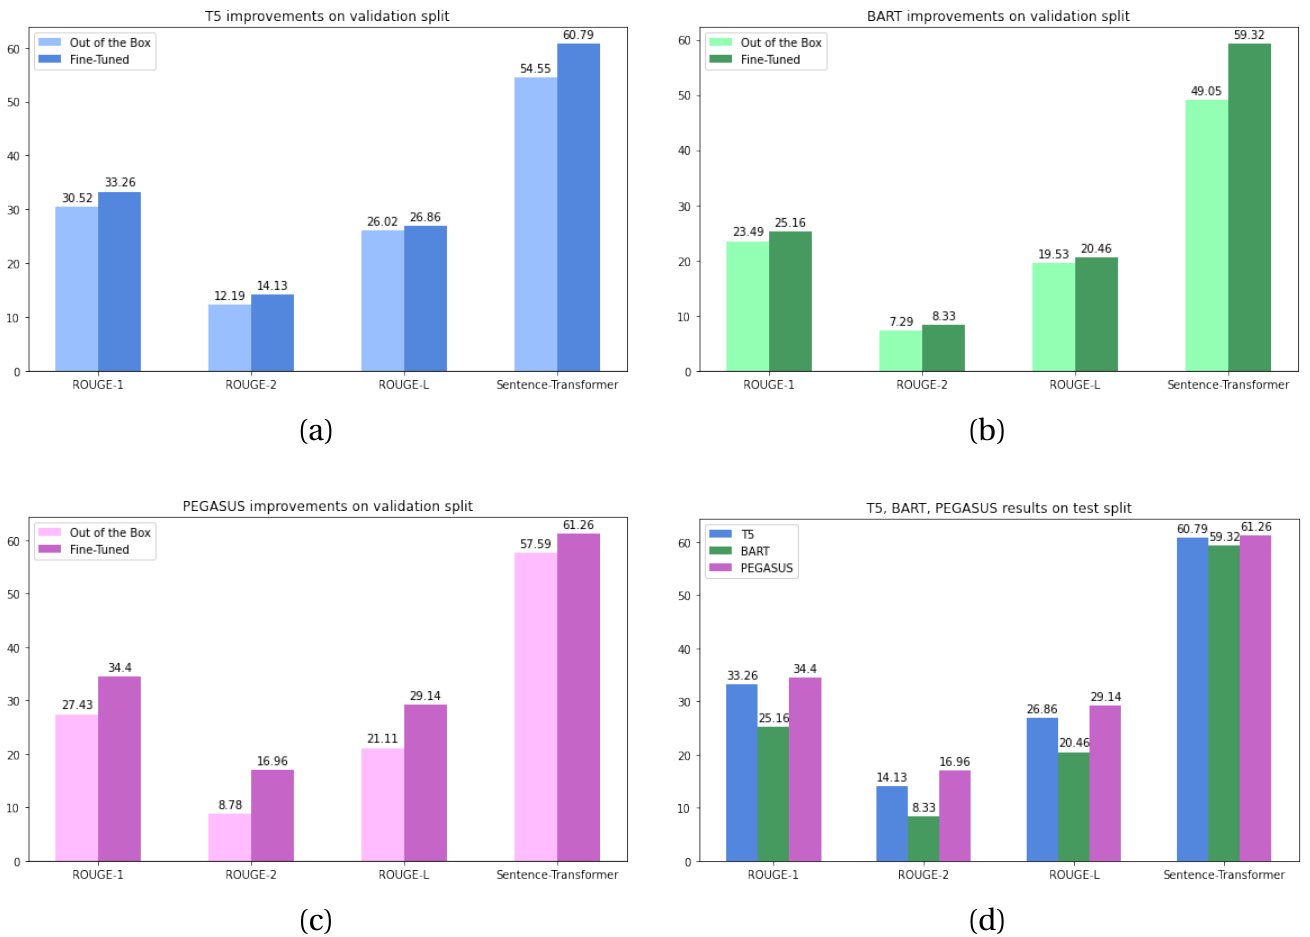 T5 improvements on validation split
Out of the Box
Fine-Tuned
60
50
40
30
20
10
0
30.52
33.26
12.19
14.13
26.02
26.86
54.55
60.79
ROUGE-1
ROUGE-2
ROUGE-L
Sentence-Transformer
(a)
BART improvements on validation split
Out of the Box
Fine-Tuned
60
50
40
30
20
10
0
23.49
25.16
7.29
8.33
19.53
20.46
49.05
59.32
ROUGE-1
ROUGE-2
ROUGE-L
Sentence-Transformer
(b)
PEGASUS improvements on validation split
Out of the Box
Fine-Tuned
60
50
40
30
20
10
0
27.43
34.4
8.78
16.96
21.11
29.14
57.59
61.26
ROUGE-1
ROUGE-2
ROUGE-L
Sentence-Transformer
(c)
T5, BART, PEGASUS results on test split
T5
BART
PEGASUS
60
50
40
30
20
10
0
33.26
25.16
34.4
14.13
8.33
16.96
26.86
20.46
29.14
60.79
59.32
61.26
ROUGE-1
ROUGE-2
ROUGE-L
Sentence-Transformer
(d)